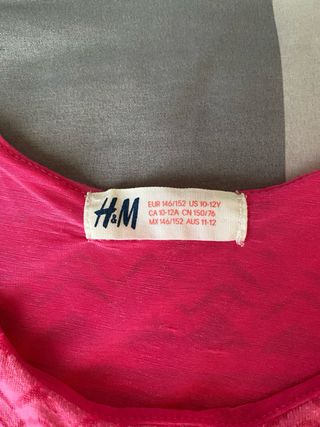 H&M
EUR 146/152 US 10-12Y
CA 10-12A CN 150/76
MX 146/152 AUS 11-12